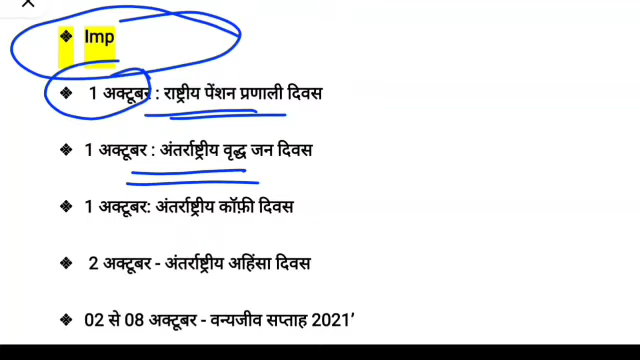 ❖ Imp
❖ 1 अक्टूबर : राष्ट्रीय पेंशन प्रणाली दिवस
❖ 1 अक्टूबर : अंतर्राष्ट्रीय वृद्ध जन दिवस
❖ 1 अक्टूबर: अंतर्राष्ट्रीय कॉफ़ी दिवस
❖ 2 अक्टूबर - अंतर्राष्ट्रीय अहिंसा दिवस
❖ 02 से 08 अक्टूबर - वन्यजीव सप्ताह 2021’